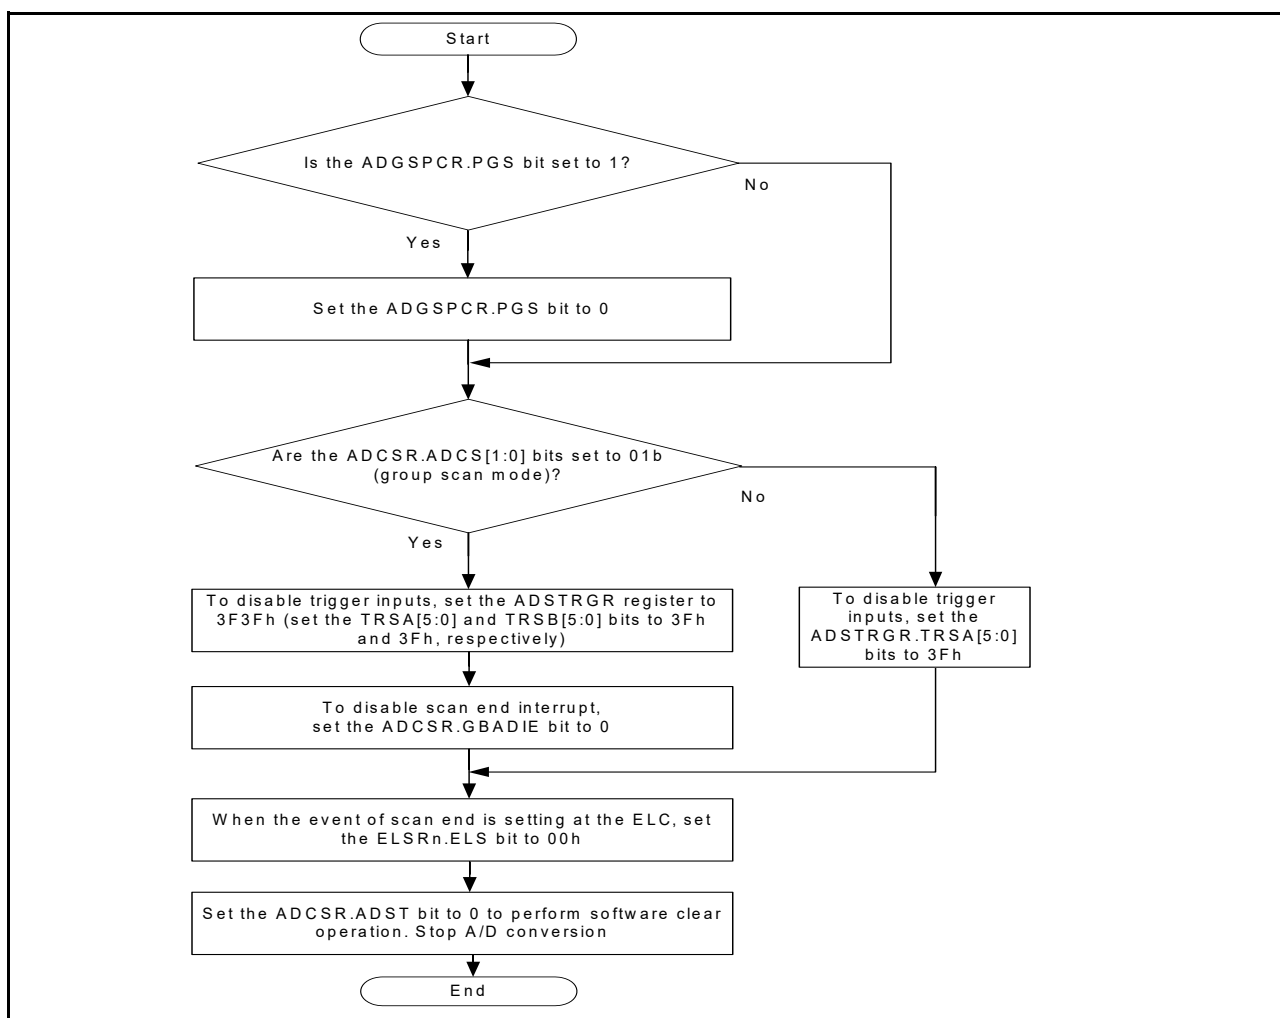 Start
Is the ADGSPCR.PGS bit set to 1?
No
Yes
Set the ADGSPCR.PGS bit to 0
Are the ADCSR.ADCS[1:0] bits set to 01b
(group scan mode)?
No
Yes
To disable trigger inputs, set the ADSTRGR register to
3F3Fh (set the TRSA[5:0] and TRSB[5:0] bits to 3Fh
and 3Fh, respectively)
To disable trigger
inputs, set the
ADSTRGR.TRSA[5:0]
bits to 3Fh
To disable scan end interrupt,
set the ADCSR.GBADIE bit to 0
When the event of scan end is setting at the ELC, set
the ELSRn.ELS bit to 00h
Set the ADCSR.ADST bit to 0 to perform software clear
operation. Stop A/D conversion
End